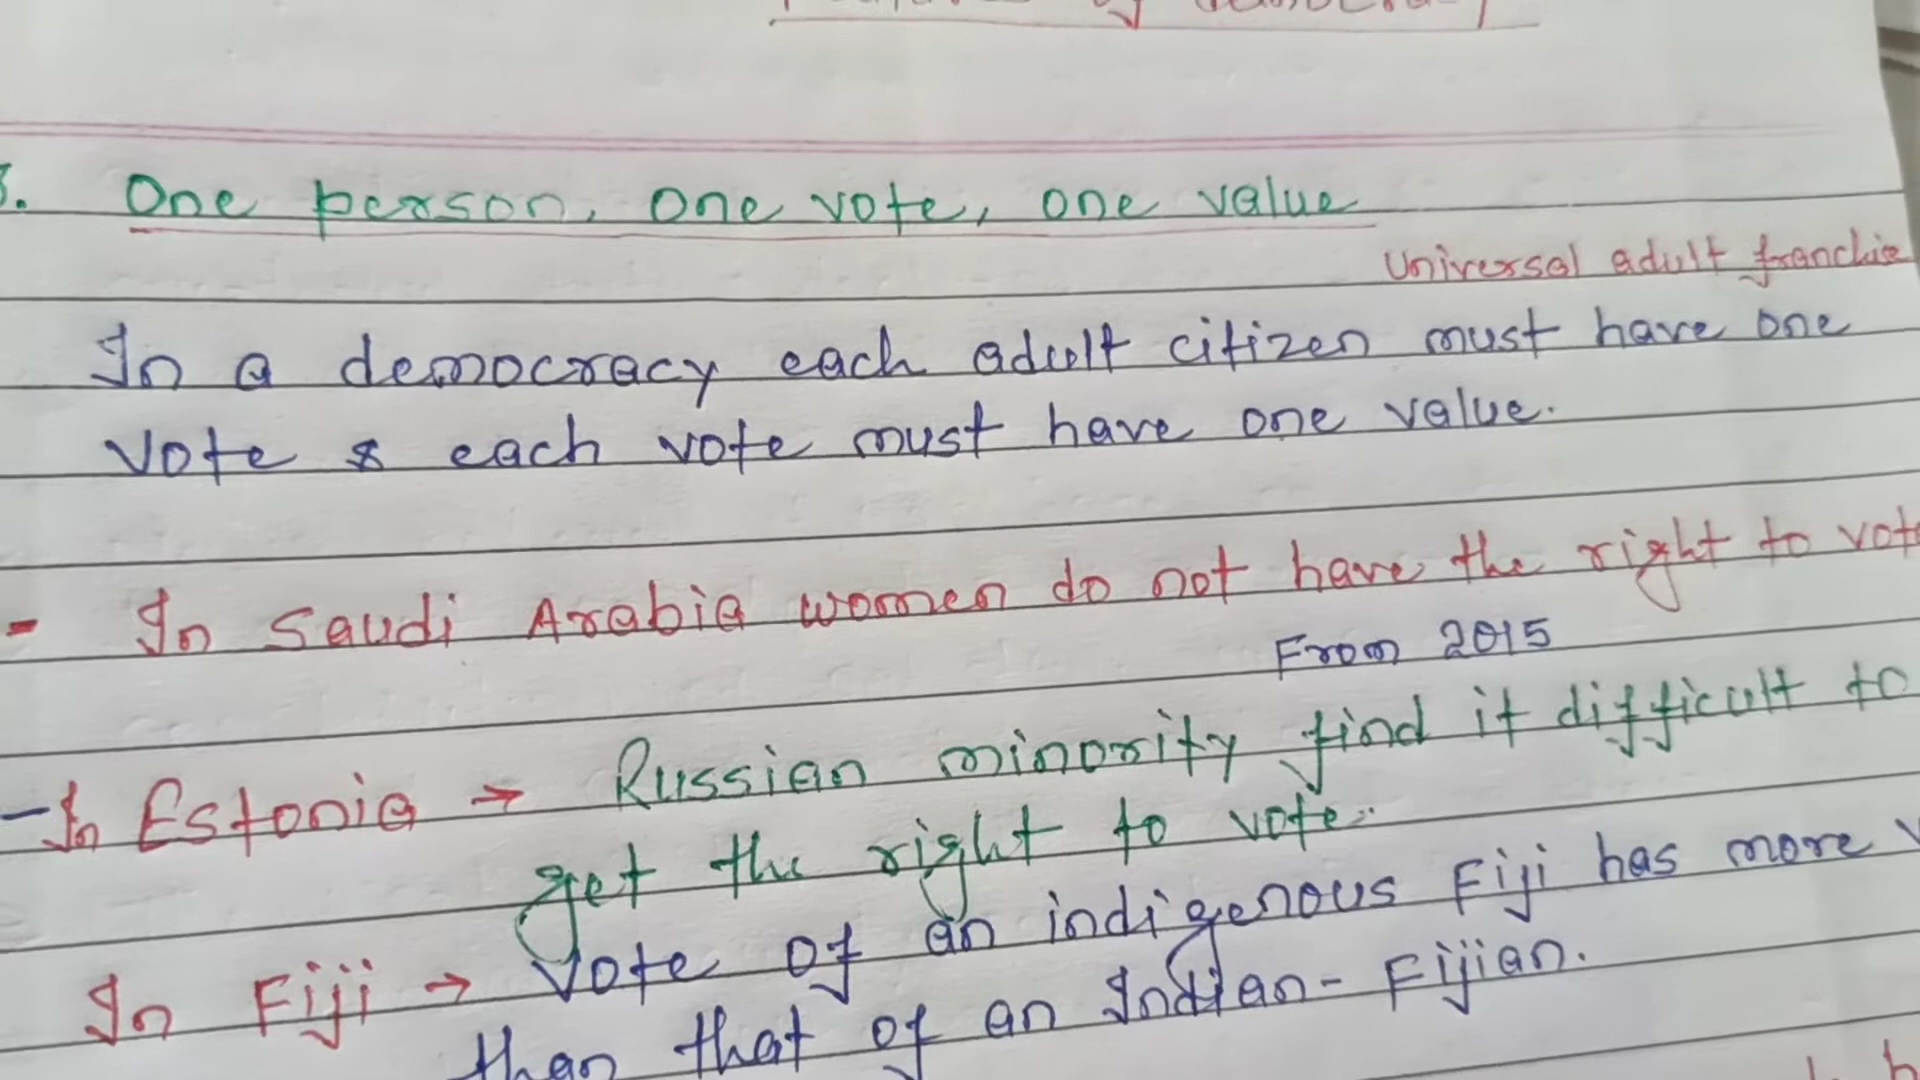 3. One person, one vote, one value
Universal adult franchise
In a democracy each adult citizen must have one
vote & each vote must have one value.
- In Saudi Arabia women do not have the right to vote
From 2015
- In Estonia → Russian minority find it difficult to
get the right to vote.
In Fiji → Vote of an indigenous Fiji has more
than that of an Indian-Fijian.